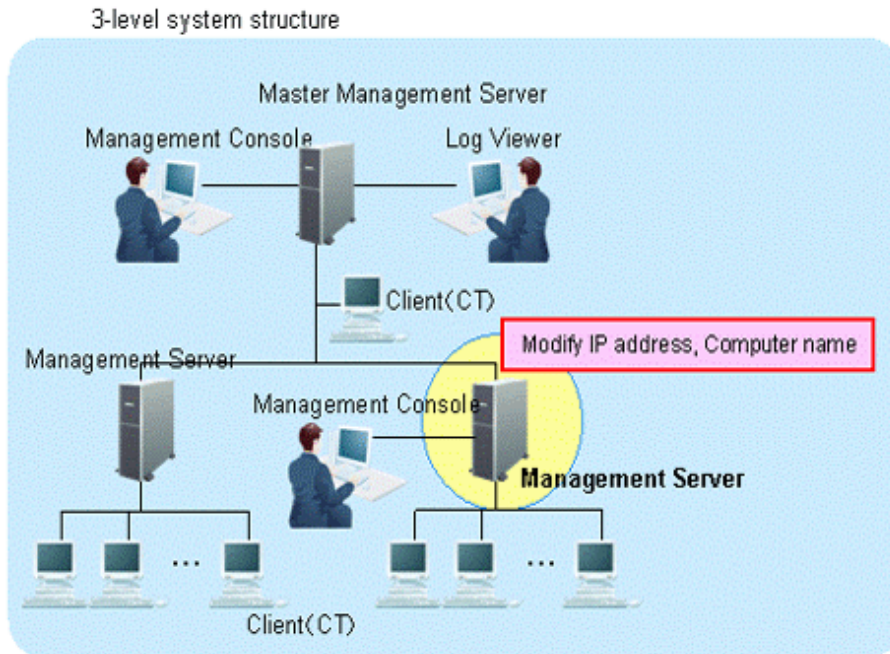 3-level system structure
Master Management Server
Management Console
Log Viewer
Client(CT)
Modify IP address, Computer name
Management Server
Management Console
Management Server
...
...
Client(CT)